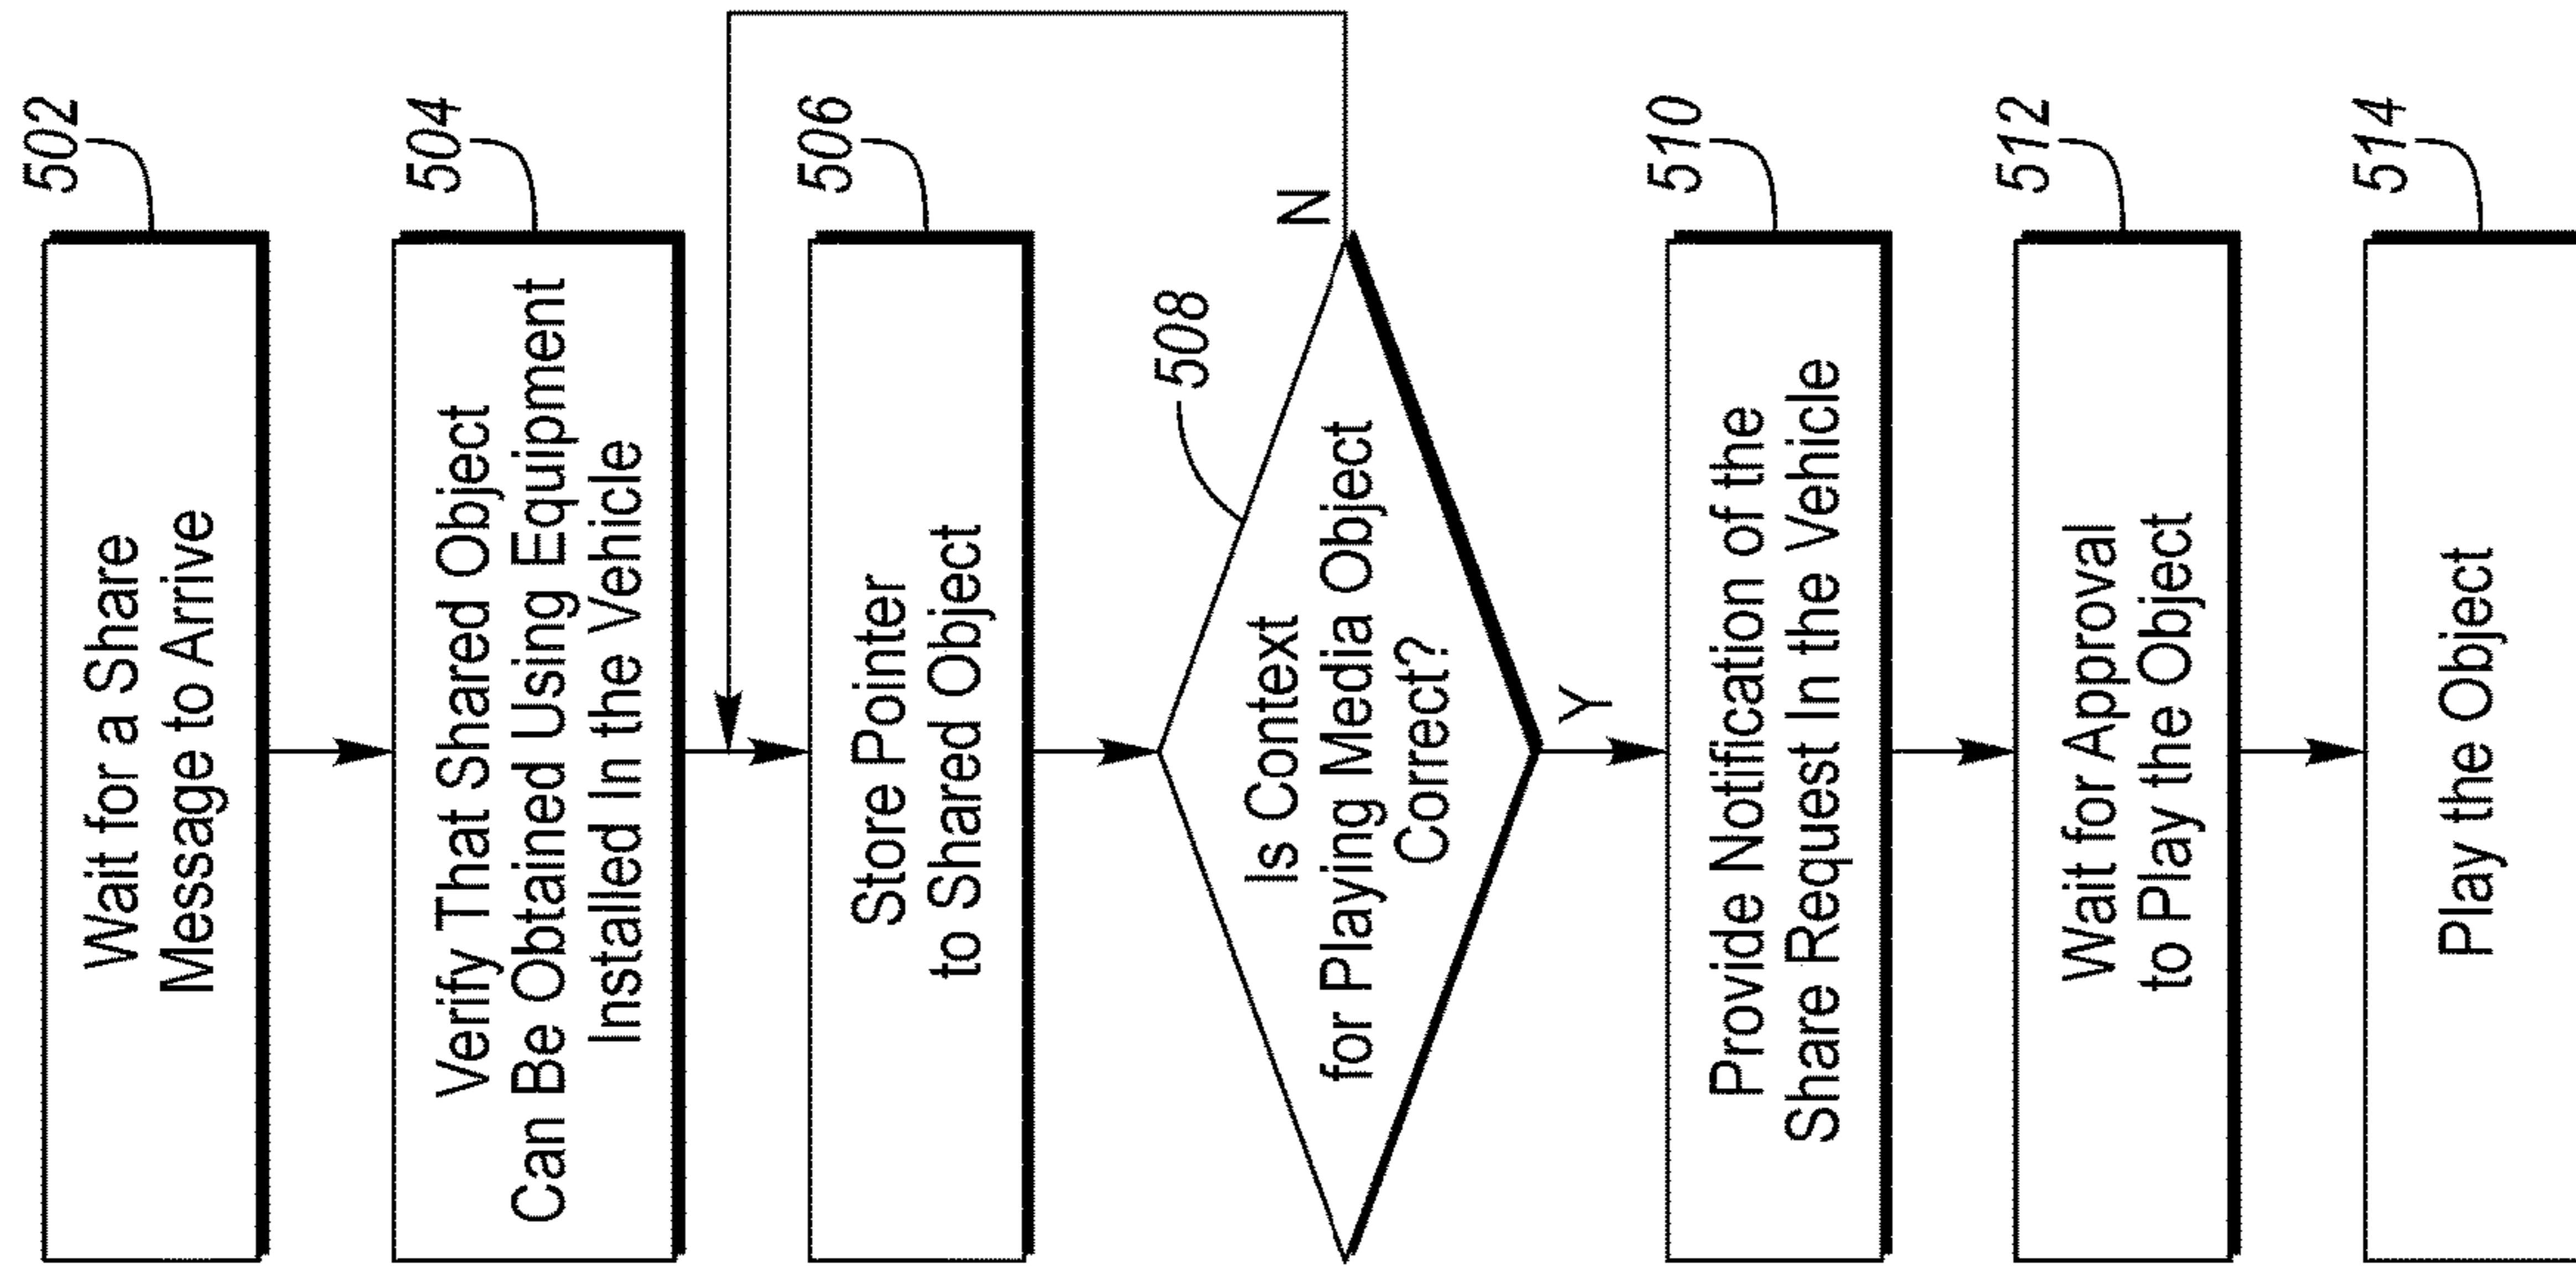 502
Wait for a Share
Message to Arrive
504
Verify That Shared Object
Can Be Obtained Using Equipment
Installed In the Vehicle
506
Store Pointer
to Shared Object
508
Is Context
for Playing Media Object
Correct?
N
Y
510
Provide Notification of the
Share Request In the Vehicle
512
Wait for Approval
to Play the Object
514
Play the Object